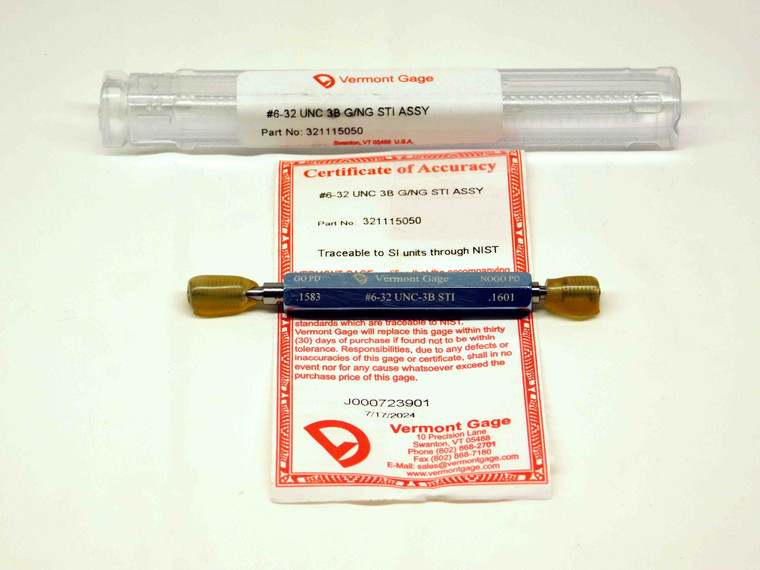 Vermont Gage
#6-32 UNC 3B G/NG STI ASSY
Part No: 321115050
Swanton, VT 05488 U.S.A.
Certificate of Accuracy
#6-32 UNC 3B G/NG STI ASSY
Part No: 321115050
Traceable to SI units through NIST
that the accompanying
GO PD Vermont Gage NOGO PD
.1583 #6-32 UNC-3B STI .1601
standards which are traceable to NIST.
Vermont Gage will replace this gage within thirty
(30) days of purchase if found not to be within
tolerance. Responsibilities, due to any defects or
inaccuracies of this gage or certificate, shall in no
event nor for any cause whatsoever exceed the
purchase price of this gage.
J000723901
7/17/2024
Vermont Gage
10 Precision Lane
Swanton, VT 05488
Phone (802) 868-2701
Fax (802) 868-7180
E-Mail: sales@vermontgage.com
www.vermontgage.com